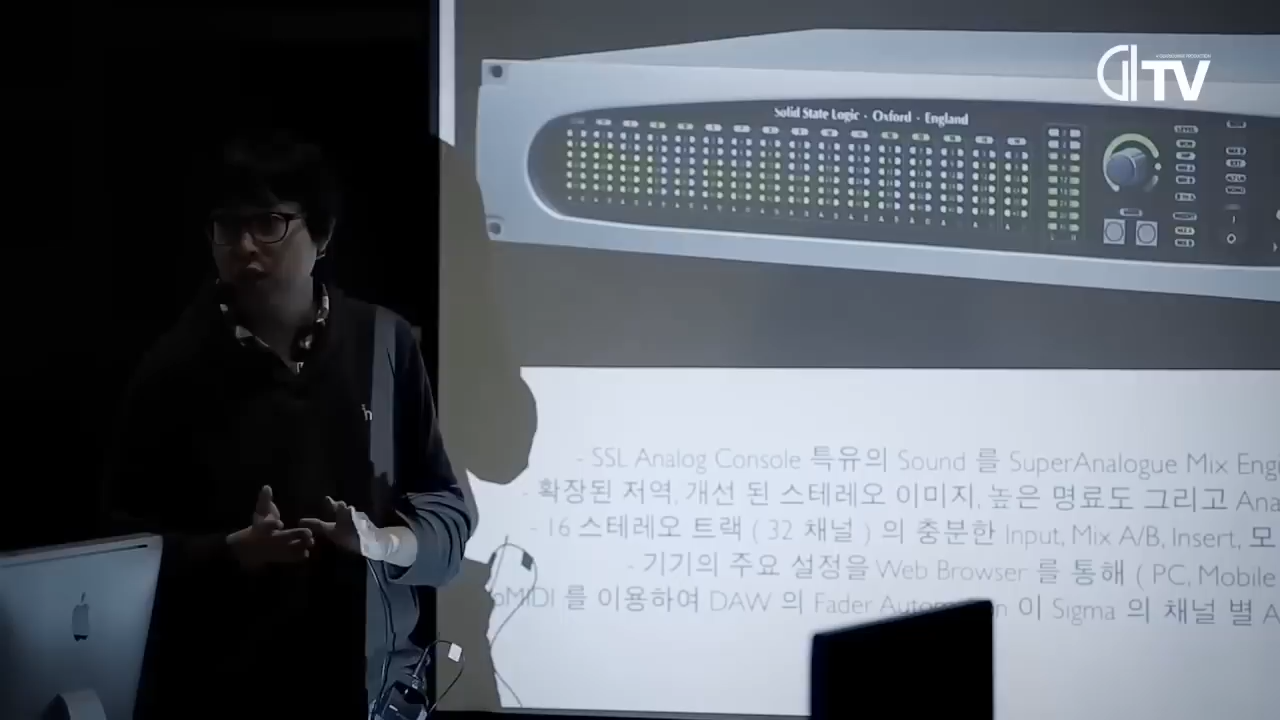 GTV
Solid State Logic · Oxford · England
- SSL Analog Console 특유의 Sound 를 SuperAnalogue Mix Eng
- 확장된 저역, 개선 된 스테레오 이미지, 높은 명료도 그리고 Ana
- 16 스테레오 트랙 ( 32 채널 ) 의 충분한 Input, Mix A/B, Insert, 모
- 기기의 주요 설정을 Web Browser 를 통해 ( PC, Mobile
oMIDI 를 이용하여 DAW 의 Fader Automation 이 Sigma 의 채널 별 A